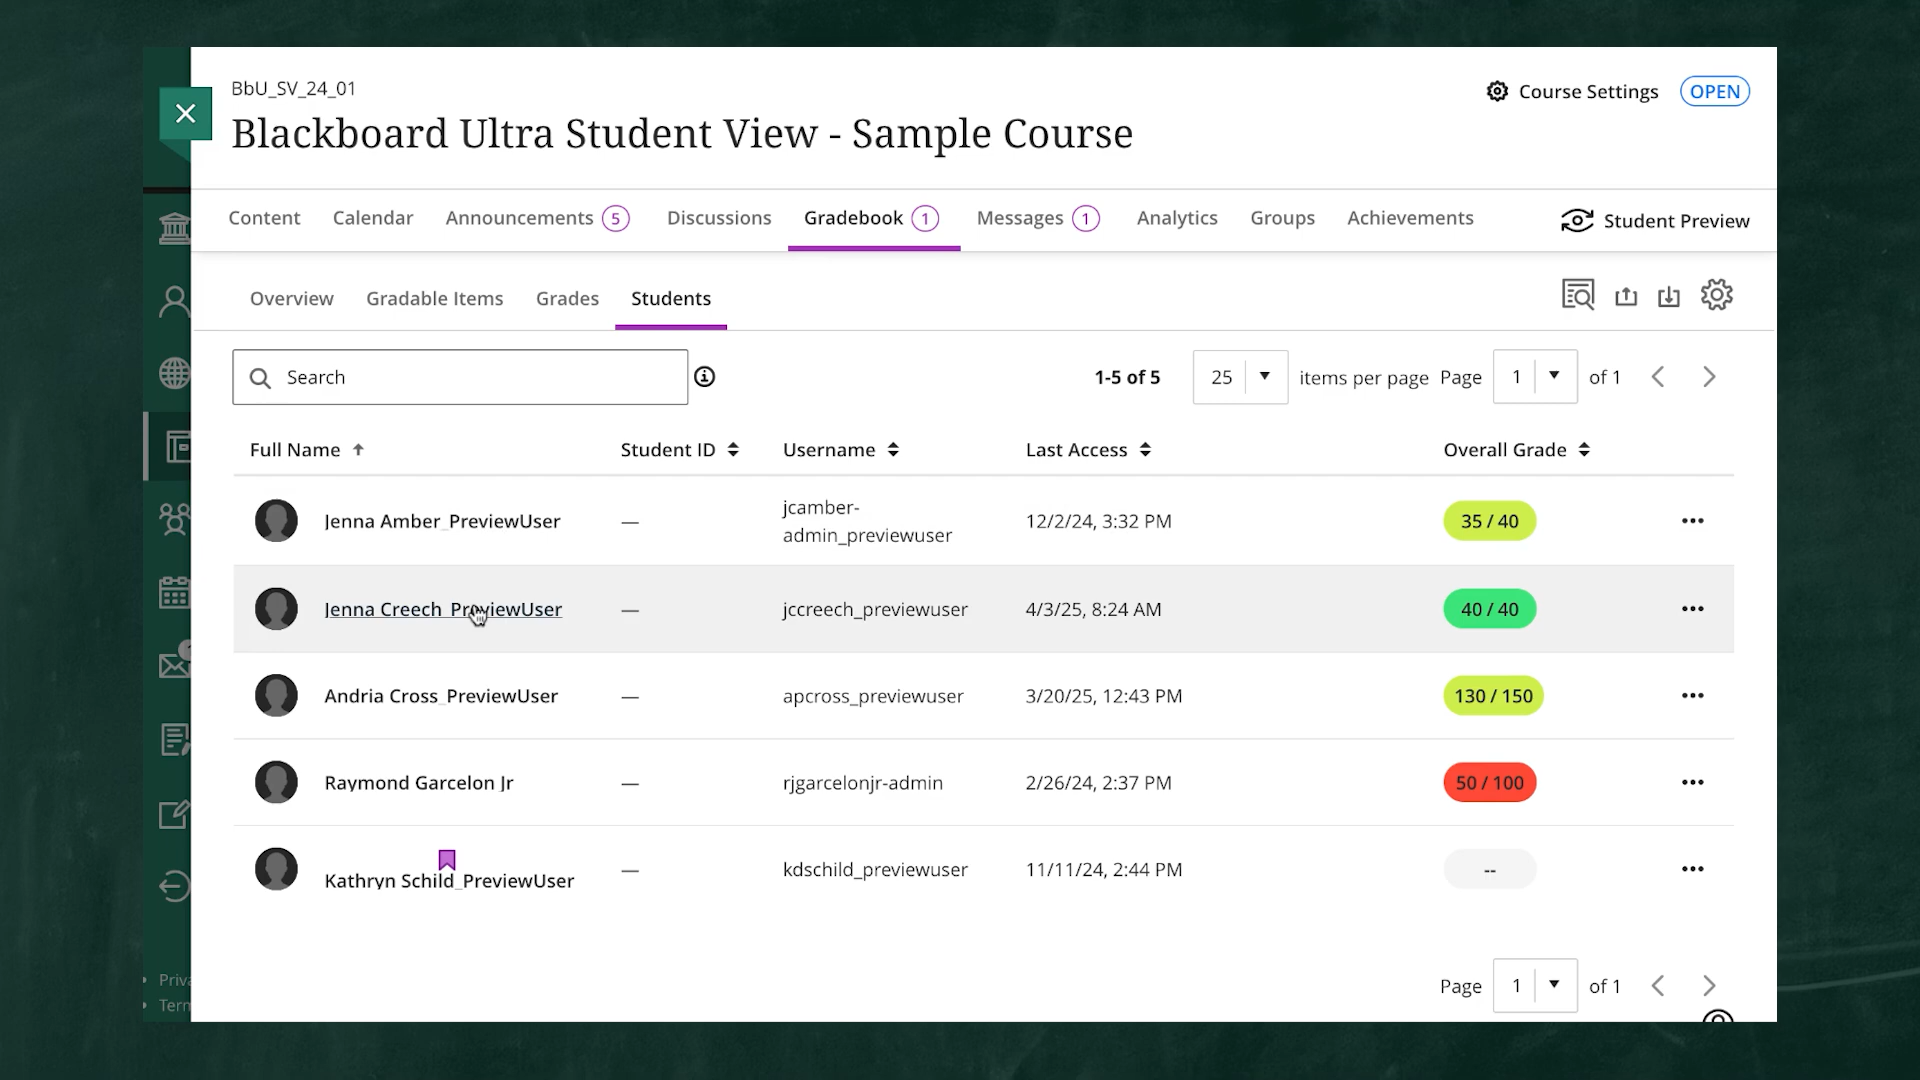 BbU_SV_24_01
Blackboard Ultra Student View - Sample Course
Course Settings OPEN
Content Calendar Announcements 5 Discussions Gradebook 1 Messages 1 Analytics Groups Achievements Student Preview
Overview Gradable Items Grades Students
Search 1-5 of 5 25 items per page Page 1 of 1
Full Name Student ID Username Last Access Overall Grade
Jenna Amber_PreviewUser — jcamber-admin_previewuser 12/2/24, 3:32 PM 35 / 40
Jenna Creech_PreviewUser — jccreech_previewuser 4/3/25, 8:24 AM 40 / 40
Andria Cross_PreviewUser — apcross_previewuser 3/20/25, 12:43 PM 130 / 150
Raymond Garcelon Jr — rjgarcelonjr-admin 2/26/24, 2:37 PM 50 / 100
Kathryn Schild_PreviewUser — kdschild_previewuser 11/11/24, 2:44 PM --
Priva
Term
Page 1 of 1